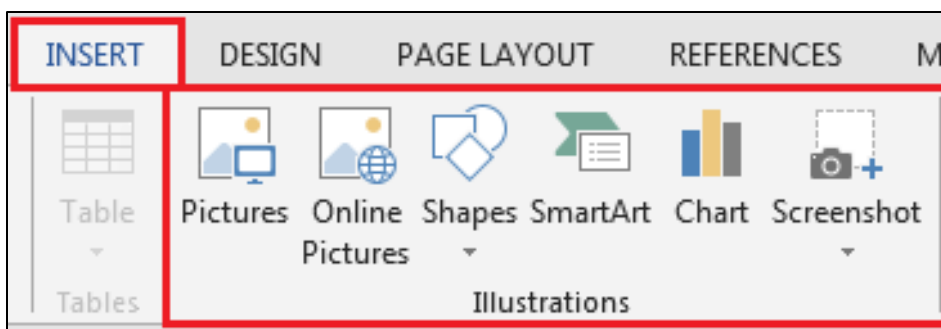 INSERT DESIGN PAGE LAYOUT REFERENCES M
Table Pictures Online Shapes SmartArt Chart Screenshot
Pictures
Tables Illustrations